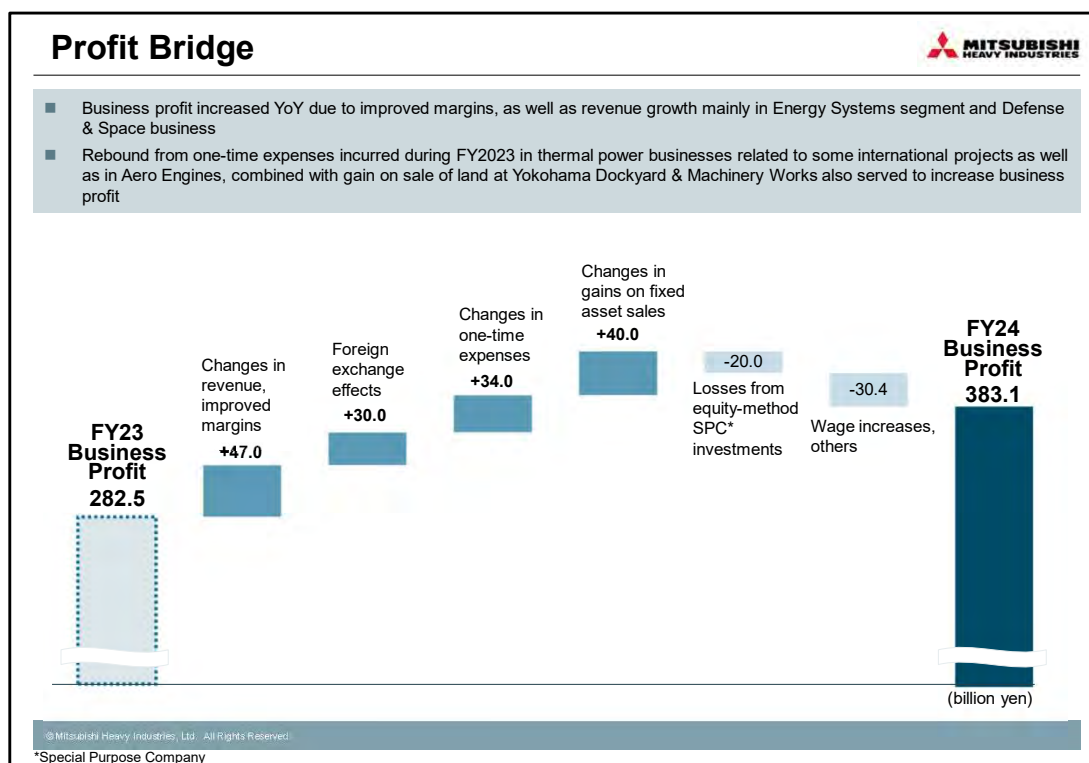 Profit Bridge
MITSUBISHI
HEAVY INDUSTRIES
Business profit increased YoY due to improved margins, as well as revenue growth mainly in Energy Systems segment and Defense
& Space business
Rebound from one-time expenses incurred during FY2023 in thermal power businesses related to some international projects as well
as in Aero Engines, combined with gain on sale of land at Yokohama Dockyard & Machinery Works also served to increase business
profit
FY23
Business
Profit
282.5
Changes in
revenue,
improved
margins
+47.0
Foreign
exchange
effects
+30.0
Changes in
one-time
expenses
+34.0
Changes in
gains on fixed
asset sales
+40.0
-20.0
Losses from
equity-method
SPC*
investments
-30.4
Wage increases,
others
FY24
Business
Profit
383.1
(billion yen)
© Mitsubishi Heavy Industries, Ltd. All Rights Reserved.
*Special Purpose Company